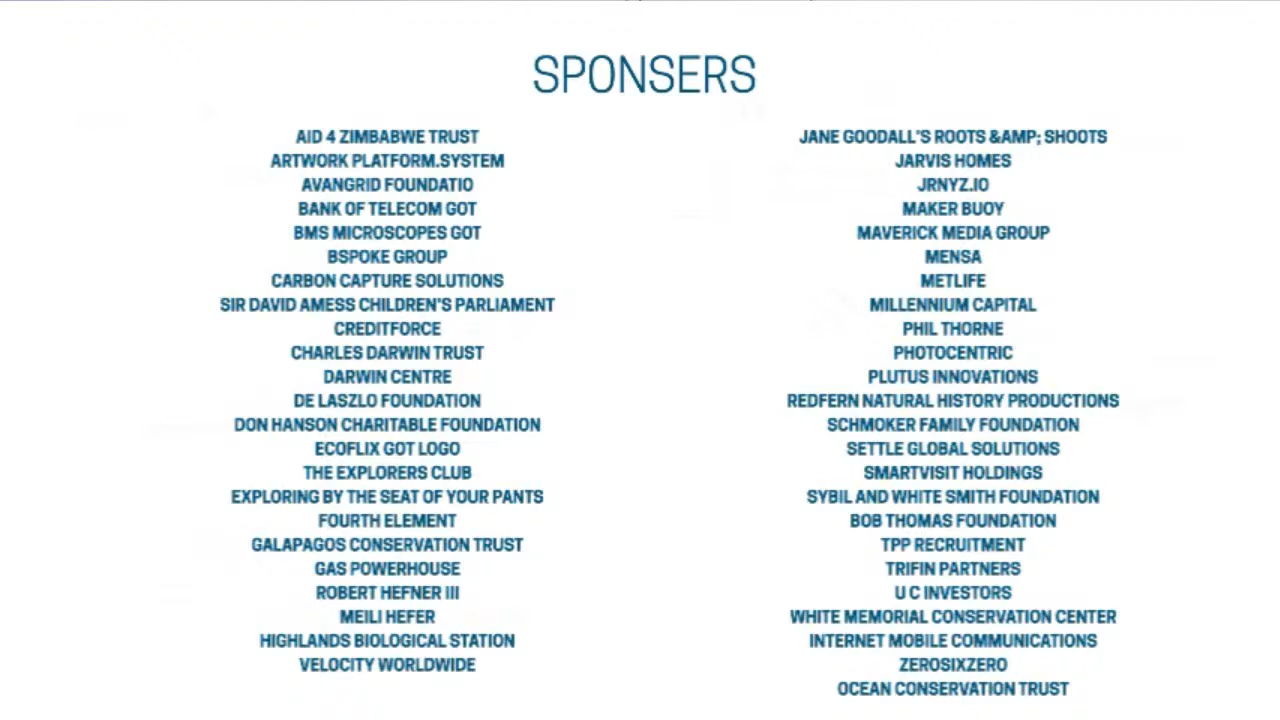 SPONSERS
AID 4 ZIMBABWE TRUST
ARTWORK PLATFORM.SYSTEM
AVANGRID FOUNDATIO
BANK OF TELECOM GOT
BMS MICROSCOPES GOT
BSPOKE GROUP
CARBON CAPTURE SOLUTIONS
SIR DAVID AMESS CHILDREN'S PARLIAMENT
CREDITFORCE
CHARLES DARWIN TRUST
DARWIN CENTRE
DE LASZLO FOUNDATION
DON HANSON CHARITABLE FOUNDATION
ECOFLIX GOT LOGO
THE EXPLORERS CLUB
EXPLORING BY THE SEAT OF YOUR PANTS
FOURTH ELEMENT
GALAPAGOS CONSERVATION TRUST
GAS POWERHOUSE
ROBERT HEFNER III
MEILI HEFER
HIGHLANDS BIOLOGICAL STATION
VELOCITY WORLDWIDE
JANE GOODALL'S ROOTS &AMP; SHOOTS
JARVIS HOMES
JRNYZ.IO
MAKER BUOY
MAVERICK MEDIA GROUP
MENSA
METLIFE
MILLENNIUM CAPITAL
PHIL THORNE
PHOTOCENTRIC
PLUTUS INNOVATIONS
REDFERN NATURAL HISTORY PRODUCTIONS
SCHMOKER FAMILY FOUNDATION
SETTLE GLOBAL SOLUTIONS
SMARTVISIT HOLDINGS
SYBIL AND WHITE SMITH FOUNDATION
BOB THOMAS FOUNDATION
TPP RECRUITMENT
TRIFIN PARTNERS
U C INVESTORS
WHITE MEMORIAL CONSERVATION CENTER
INTERNET MOBILE COMMUNICATIONS
ZEROSIXZERO
OCEAN CONSERVATION TRUST